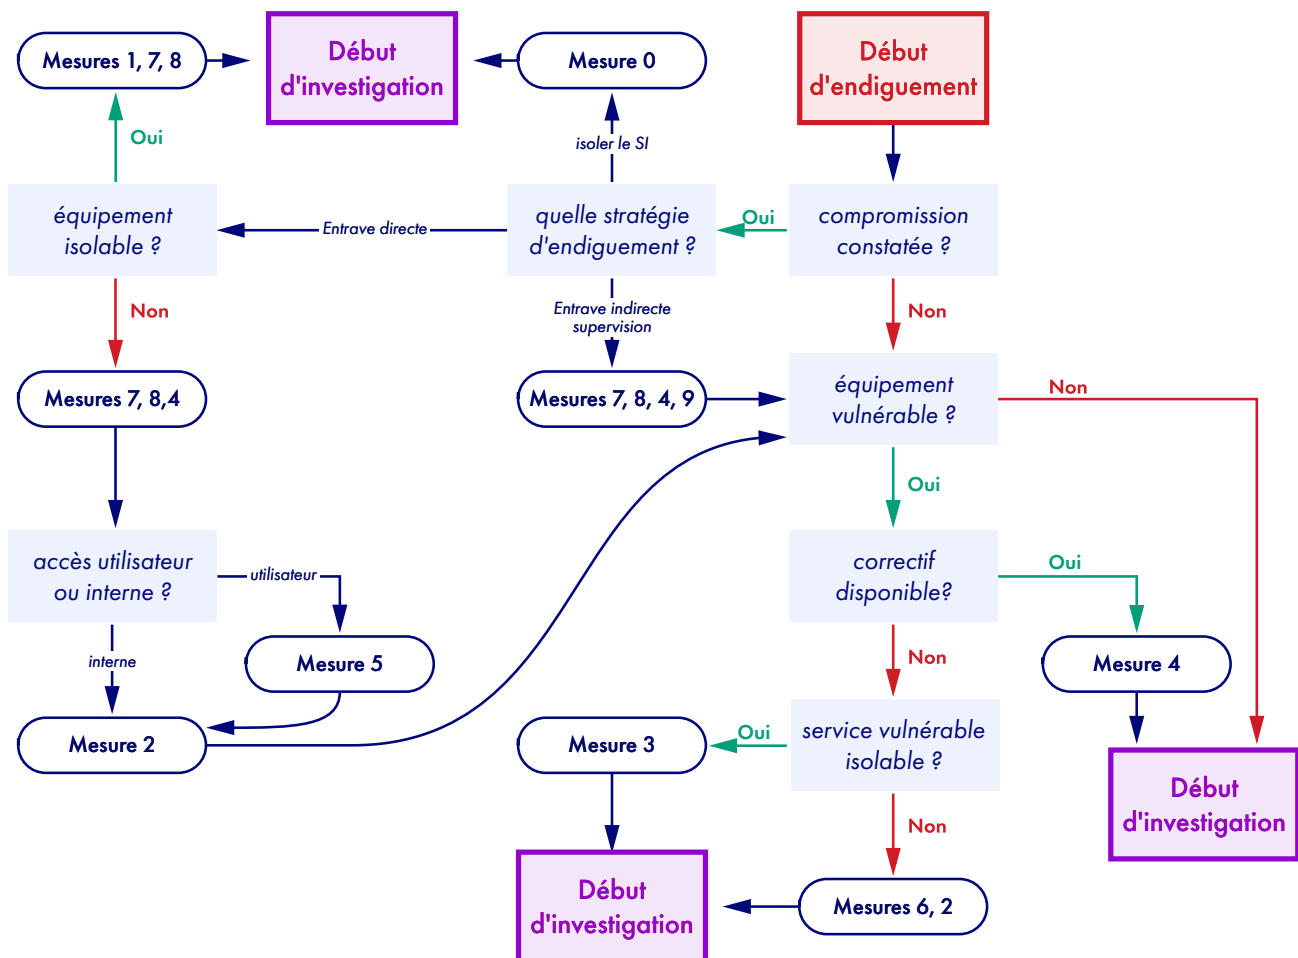 Mesures 1, 7, 8
Début
d'investigation
Mesure 0
Début
d'endiguement
Oui
isoler le SI
équipement
isolable ?
Entrave directe
quelle stratégie
d'endiguement ?
Oui
compromission
constatée ?
Non
Entrave indirecte
supervision
Non
Mesures 7, 8,4
Mesures 7, 8, 4, 9
équipement
vulnérable ?
Non
Oui
accès utilisateur
ou interne ?
utilisateur
correctif
disponible?
Oui
interne
Mesure 5
Non
Mesure 4
Mesure 2
Mesure 3
Oui
service vulnérable
isolable ?
Début
d'investigation
Non
Début
d'investigation
Mesures 6, 2